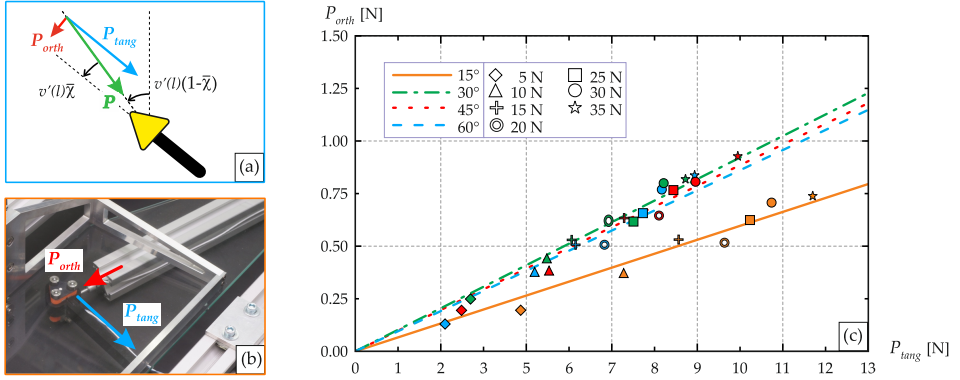 P_orth
P_tang
v'(l)χ̄
v'(l)(1-χ̄)
P
(a)
P_orth
P_tang
(b)
P_orth [N]
1.50
1.25
1.00
0.75
0.50
0.25
0.00
15°
30°
45°
60°
5 N
10 N
15 N
20 N
25 N
30 N
35 N
(c)
0 1 2 3 4 5 6 7 8 9 10 11 12 13
P_tang [N]